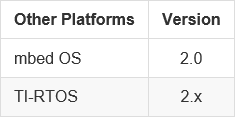 Other Platforms Version
mbed OS 2.0
TI-RTOS 2.x